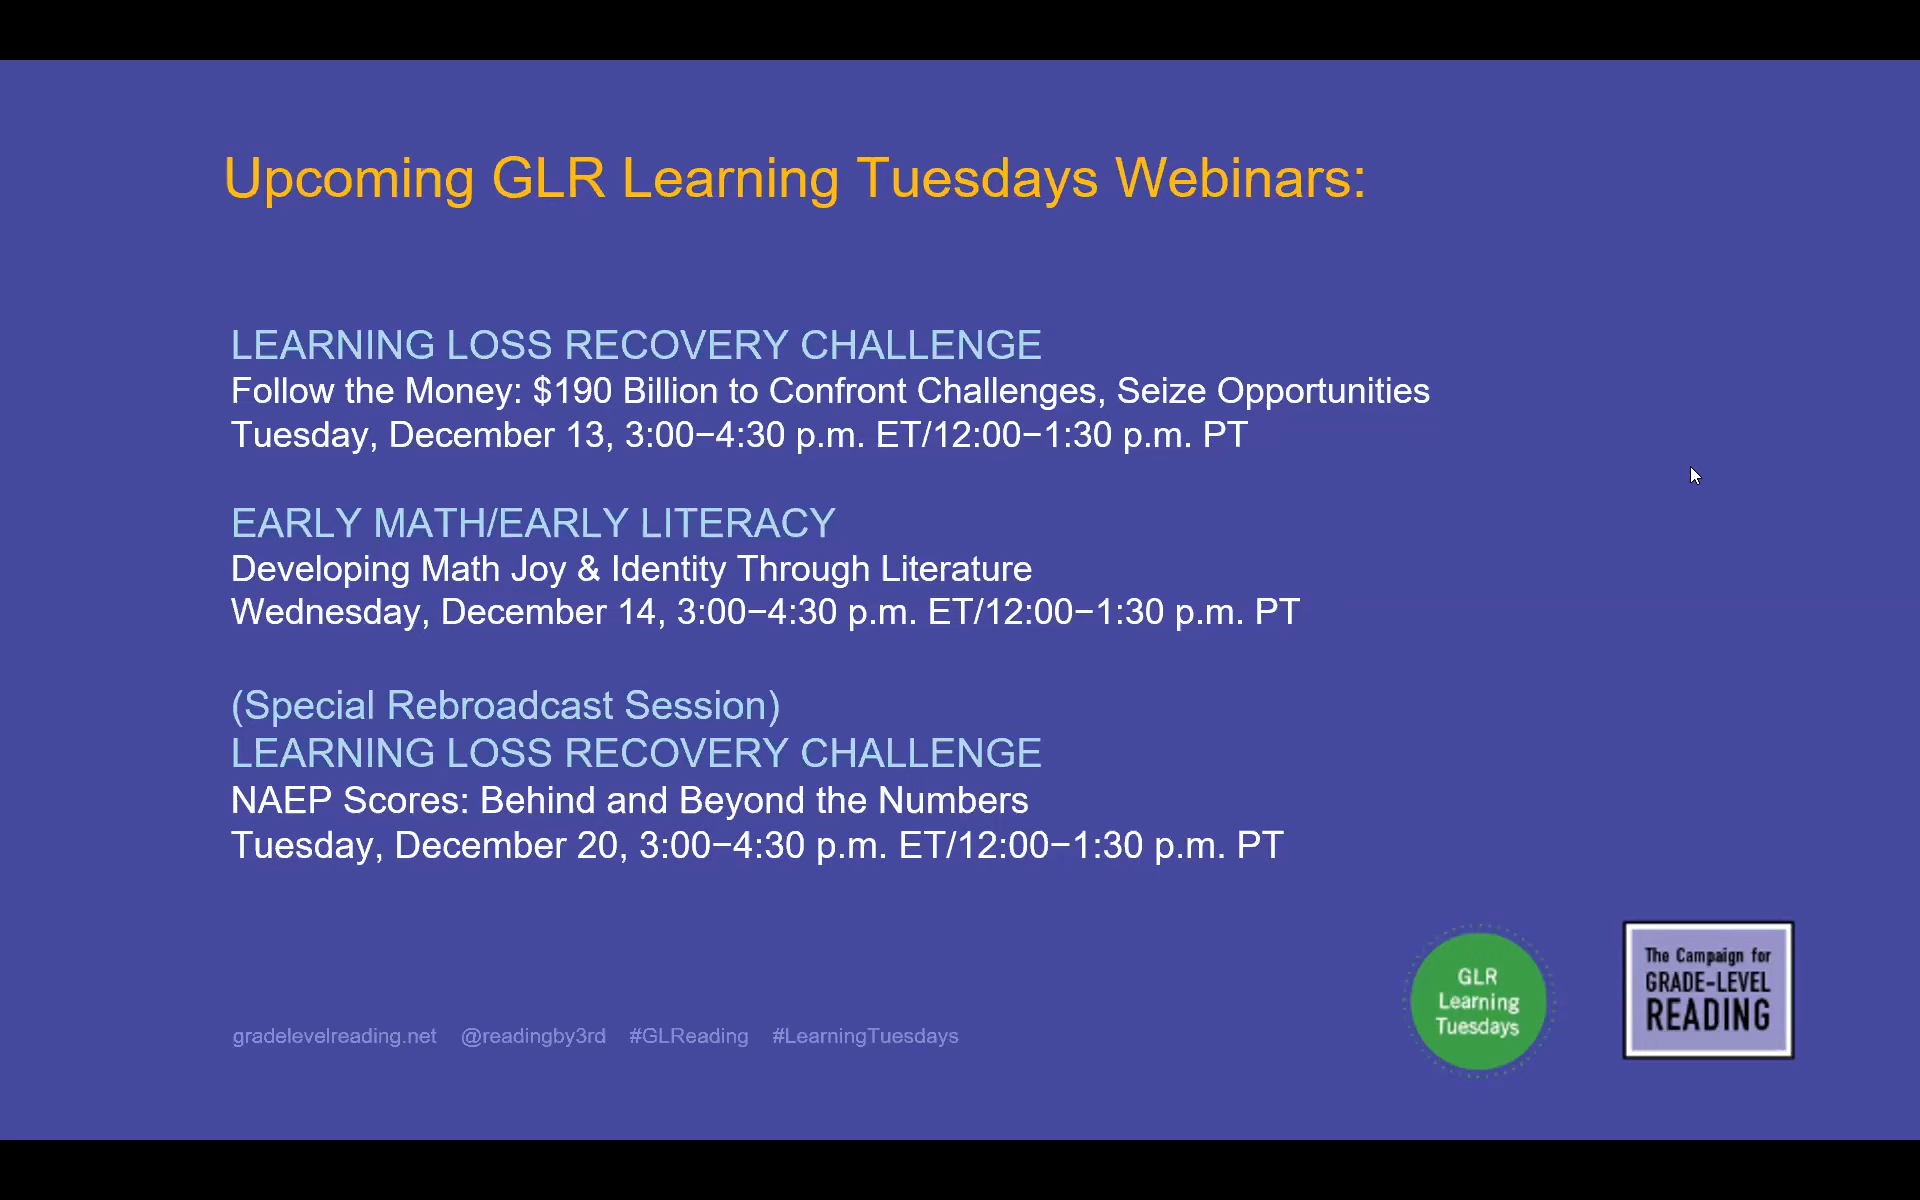 Upcoming GLR Learning Tuesdays Webinars:
LEARNING LOSS RECOVERY CHALLENGE
Follow the Money: $190 Billion to Confront Challenges, Seize Opportunities
Tuesday, December 13, 3:00−4:30 p.m. ET/12:00−1:30 p.m. PT
EARLY MATH/EARLY LITERACY
Developing Math Joy & Identity Through Literature
Wednesday, December 14, 3:00−4:30 p.m. ET/12:00−1:30 p.m. PT
(Special Rebroadcast Session)
LEARNING LOSS RECOVERY CHALLENGE
NAEP Scores: Behind and Beyond the Numbers
Tuesday, December 20, 3:00−4:30 p.m. ET/12:00−1:30 p.m. PT
gradelevelreading.net @readingby3rd #GLReading #LearningTuesdays
GLR
Learning
Tuesdays
The Campaign for
GRADE-LEVEL
READING